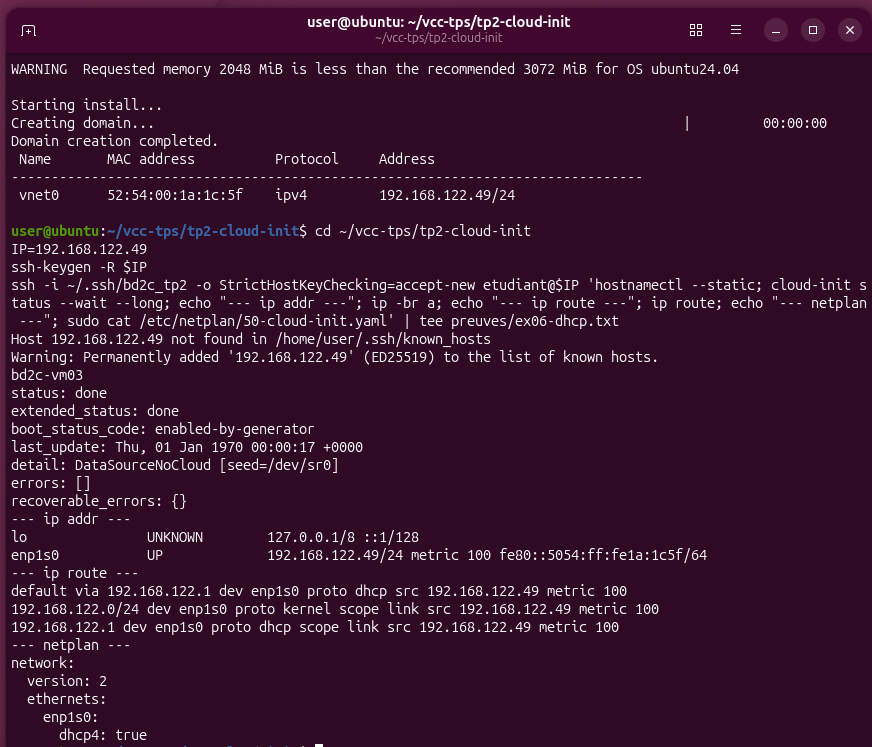 user@ubuntu: ~/vcc-tps/tp2-cloud-init
~/vcc-tps/tp2-cloud-init
WARNING  Requested memory 2048 MiB is less than the recommended 3072 MiB for OS ubuntu24.04
Starting install...
Creating domain...                                                                  |         00:00:00
Domain creation completed.
 Name       MAC address          Protocol     Address
-------------------------------------------------------------------------------
 vnet0      52:54:00:1a:1c:5f    ipv4         192.168.122.49/24
user@ubuntu:~/vcc-tps/tp2-cloud-init$ cd ~/vcc-tps/tp2-cloud-init
IP=192.168.122.49
ssh-keygen -R $IP
ssh -i ~/.ssh/bd2c_tp2 -o StrictHostKeyChecking=accept-new etudiant@$IP 'hostnamectl --static; cloud-init s
tatus --wait --long; echo "--- ip addr ---"; ip -br a; echo "--- ip route ---"; ip route; echo "--- netplan
 ---"; sudo cat /etc/netplan/50-cloud-init.yaml' | tee preuves/ex06-dhcp.txt
Host 192.168.122.49 not found in /home/user/.ssh/known_hosts
Warning: Permanently added '192.168.122.49' (ED25519) to the list of known hosts.
bd2c-vm03
status: done
extended_status: done
boot_status_code: enabled-by-generator
last_update: Thu, 01 Jan 1970 00:00:17 +0000
detail: DataSourceNoCloud [seed=/dev/sr0]
errors: []
recoverable_errors: {}
--- ip addr ---
lo               UNKNOWN        127.0.0.1/8 ::1/128
enp1s0           UP             192.168.122.49/24 metric 100 fe80::5054:ff:fe1a:1c5f/64
--- ip route ---
default via 192.168.122.1 dev enp1s0 proto dhcp src 192.168.122.49 metric 100
192.168.122.0/24 dev enp1s0 proto kernel scope link src 192.168.122.49 metric 100
192.168.122.1 dev enp1s0 proto dhcp scope link src 192.168.122.49 metric 100
--- netplan ---
network:
  version: 2
  ethernets:
    enp1s0:
      dhcp4: true